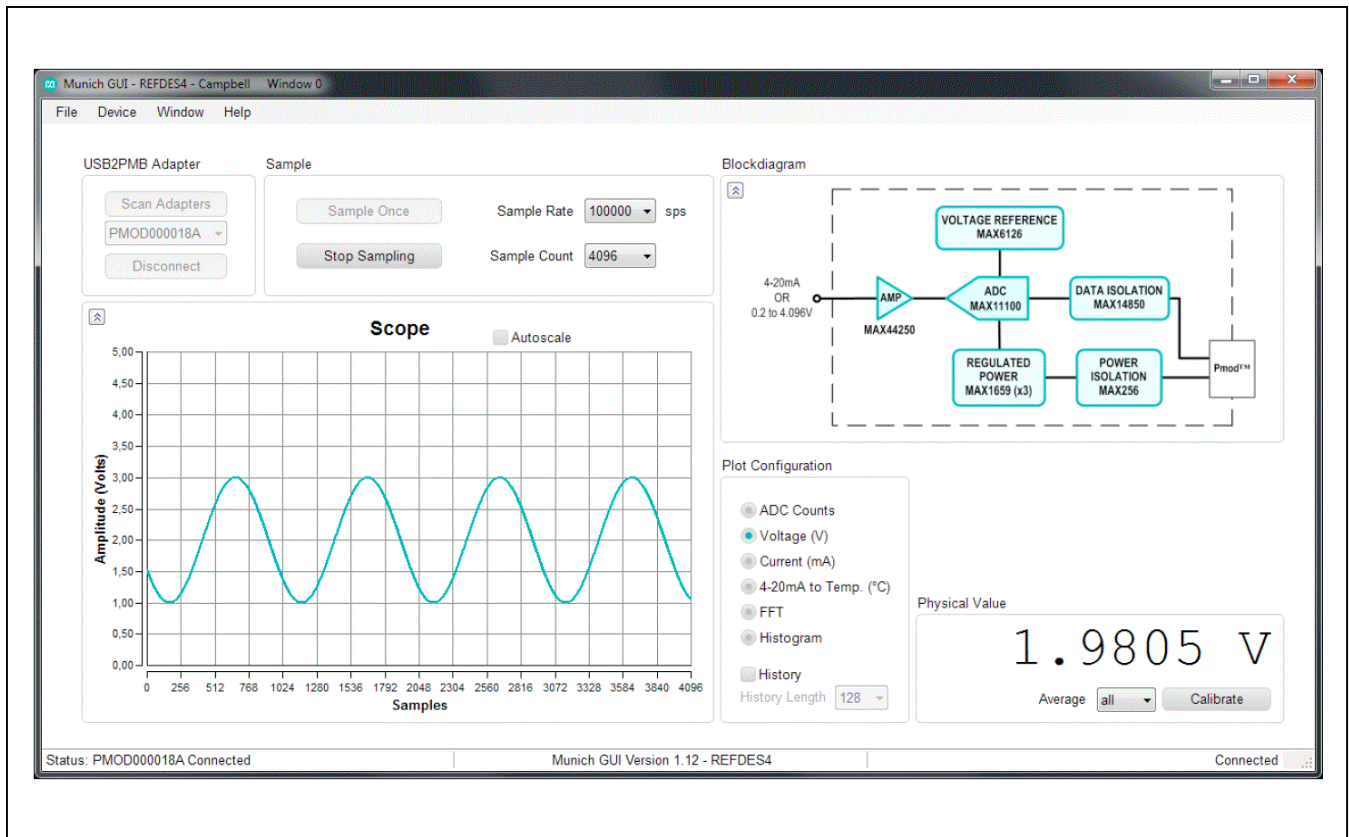 Munich GUI - REFDES4 - Campbell Window 0
File Device Window Help
USB2PMB Adapter
Scan Adapters
PMOD000018A
Disconnect
Sample
Sample Once
Sample Rate 100000 sps
Stop Sampling
Sample Count 4096
Blockdiagram
VOLTAGE REFERENCE
MAX6126
4-20mA
OR
0.2 to 4.096V
AMP
MAX44250
ADC
MAX11100
DATA ISOLATION
MAX14850
REGULATED
POWER
MAX1659 (x3)
POWER
ISOLATION
MAX256
Pmod™
Scope
Autoscale
Amplitude (Volts)
5,00
4,50
4,00
3,50
3,00
2,50
2,00
1,50
1,00
0,50
0,00
0 256 512 768 1024 1280 1536 1792 2048 2304 2560 2816 3072 3328 3584 3840 4096
Samples
Plot Configuration
ADC Counts
Voltage (V)
Current (mA)
4-20mA to Temp. (°C)
FFT
Histogram
History
History Length 128
Physical Value
1.9805 V
Average all Calibrate
Status: PMOD000018A Connected
Munich GUI Version 1.12 - REFDES4
Connected